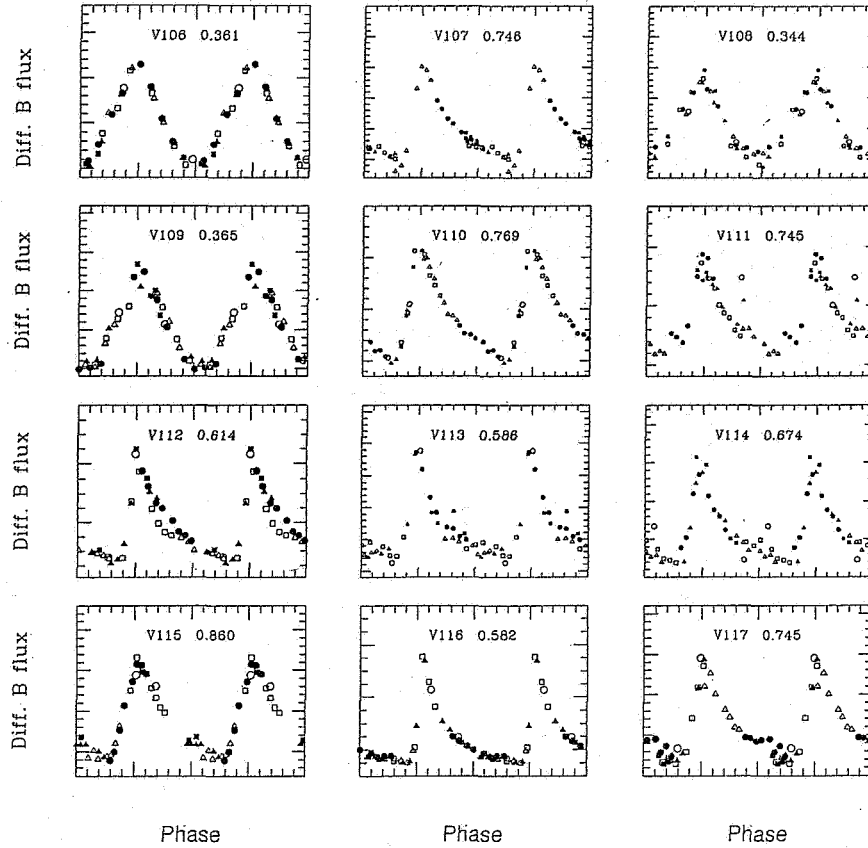 V106 0.361
V107 0.746
V108 0.344
Diff. B flux
V109 0.365
V110 0.769
V111 0.745
Diff. B flux
V112 0.614
V113 0.586
V114 0.674
Diff. B flux
V115 0.860
V116 0.582
V117 0.745
Diff. B flux
Phase
Phase
Phase